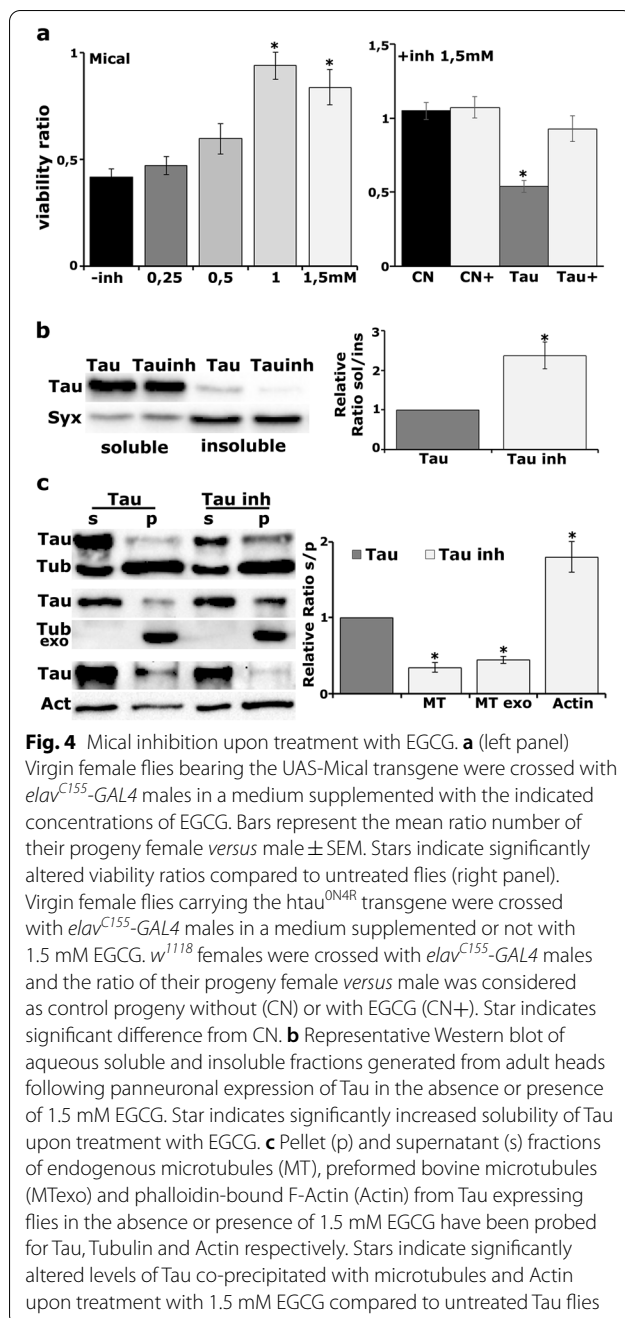 a
Mical
+inh 1,5mM
viability ratio
1
0,5
0
* *
-inh 0,25 0,5 1 1,5mM
1,5
1
0,5
0
*
CN CN+ Tau Tau+
b
Tau Tauinh Tau Tauinh
Tau
Syx
soluble insoluble
Relative
Ratio sol/ins
3
2
1
0
*
Tau Tau inh
c
Tau Tau inh
s p s p
Tau
Tub
Tau
Tub
exo
Tau
Act
Relative Ratio s/p
2
1
0
Tau Tau inh
* * *
MT MT exo Actin
Fig. 4 Mical inhibition upon treatment with EGCG. a (left panel)
Virgin female flies bearing the UAS-Mical transgene were crossed with
elavC155-GAL4 males in a medium supplemented with the indicated
concentrations of EGCG. Bars represent the mean ratio number of
their progeny female versus male ± SEM. Stars indicate significantly
altered viability ratios compared to untreated flies (right panel).
Virgin female flies carrying the htau0N4R transgene were crossed
with elavC155-GAL4 males in a medium supplemented or not with
1.5 mM EGCG. w1118 females were crossed with elavC155-GAL4 males
and the ratio of their progeny female versus male was considered
as control progeny without (CN) or with EGCG (CN+). Star indicates
significant difference from CN. b Representative Western blot of
aqueous soluble and insoluble fractions generated from adult heads
following panneuronal expression of Tau in the absence or presence
of 1.5 mM EGCG. Star indicates significantly increased solubility of Tau
upon treatment with EGCG. c Pellet (p) and supernatant (s) fractions
of endogenous microtubules (MT), preformed bovine microtubules
(MTexo) and phalloidin-bound F-Actin (Actin) from Tau expressing
flies in the absence or presence of 1.5 mM EGCG have been probed
for Tau, Tubulin and Actin respectively. Stars indicate significantly
altered levels of Tau co-precipitated with microtubules and Actin
upon treatment with 1.5 mM EGCG compared to untreated Tau flies